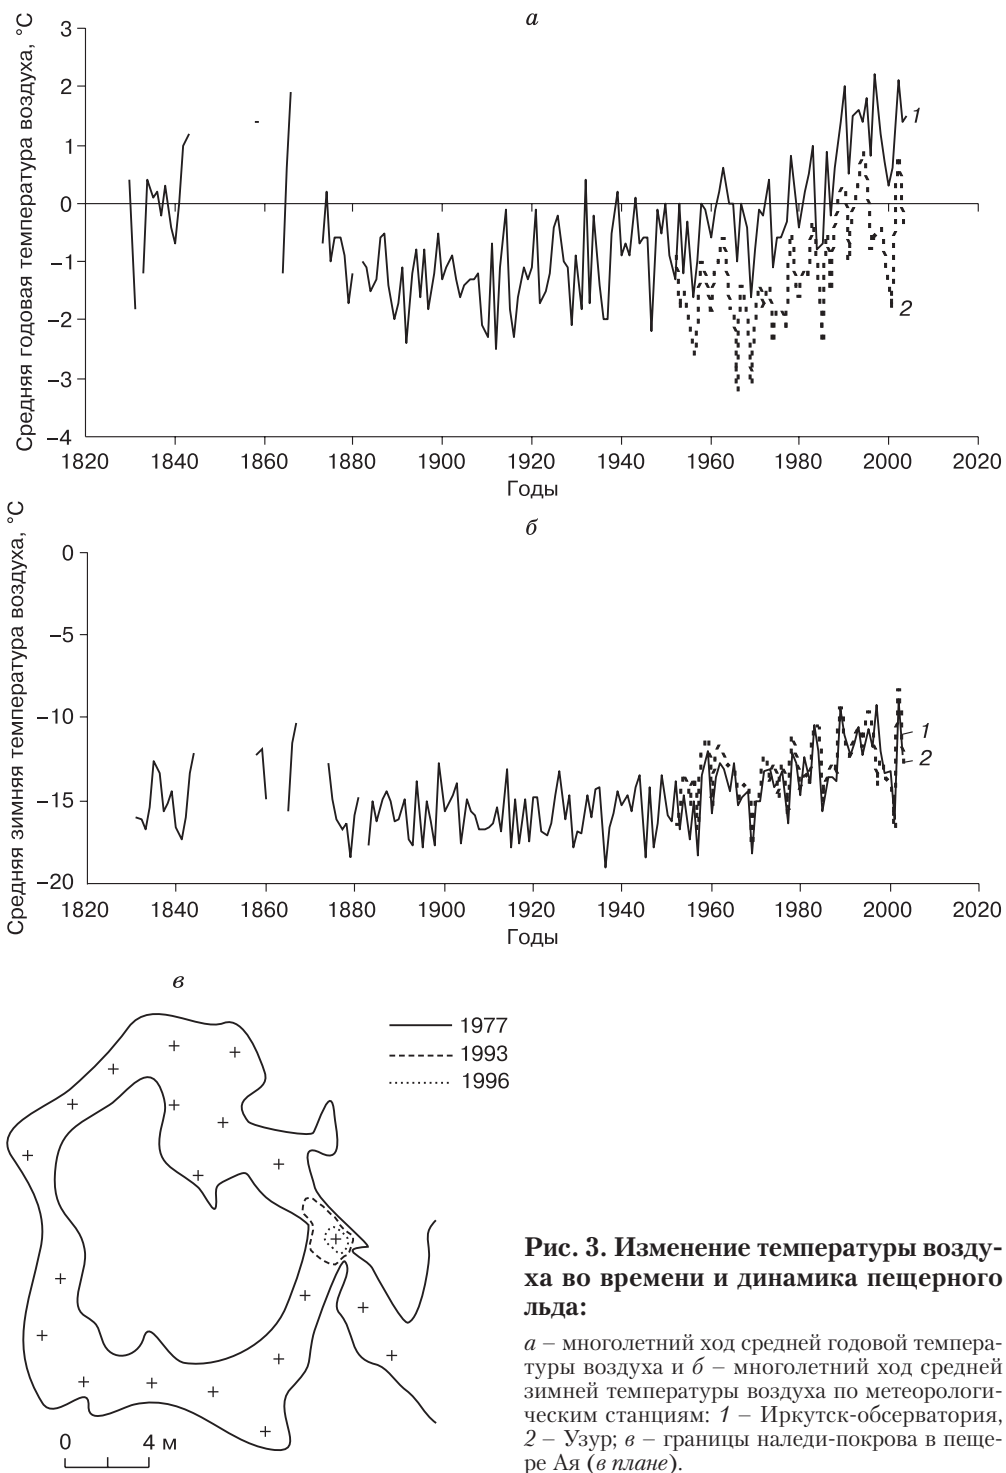 а
Средняя годовая температура воздуха, °С
3
2
1
0
–1
–2
–3
–4
1
2
1820 1840 1860 1880 1900 1920 1940 1960 1980 2000 2020
Годы
б
Средняя зимняя температура воздуха, °С
0
–5
–10
–15
–20
1
2
1820 1840 1860 1880 1900 1920 1940 1960 1980 2000 2020
Годы
в
1977
1993
1996
0 4 м
Рис. 3. Изменение температуры возду-
ха во времени и динамика пещерного
льда:
а – многолетний ход средней годовой темпера-
туры воздуха и б – многолетний ход средней
зимней температуры воздуха по метеорологи-
ческим станциям: 1 – Иркутск-обсерватория,
2 – Узур; в – границы наледи-покрова в пеще-
ре Ая (в плане).